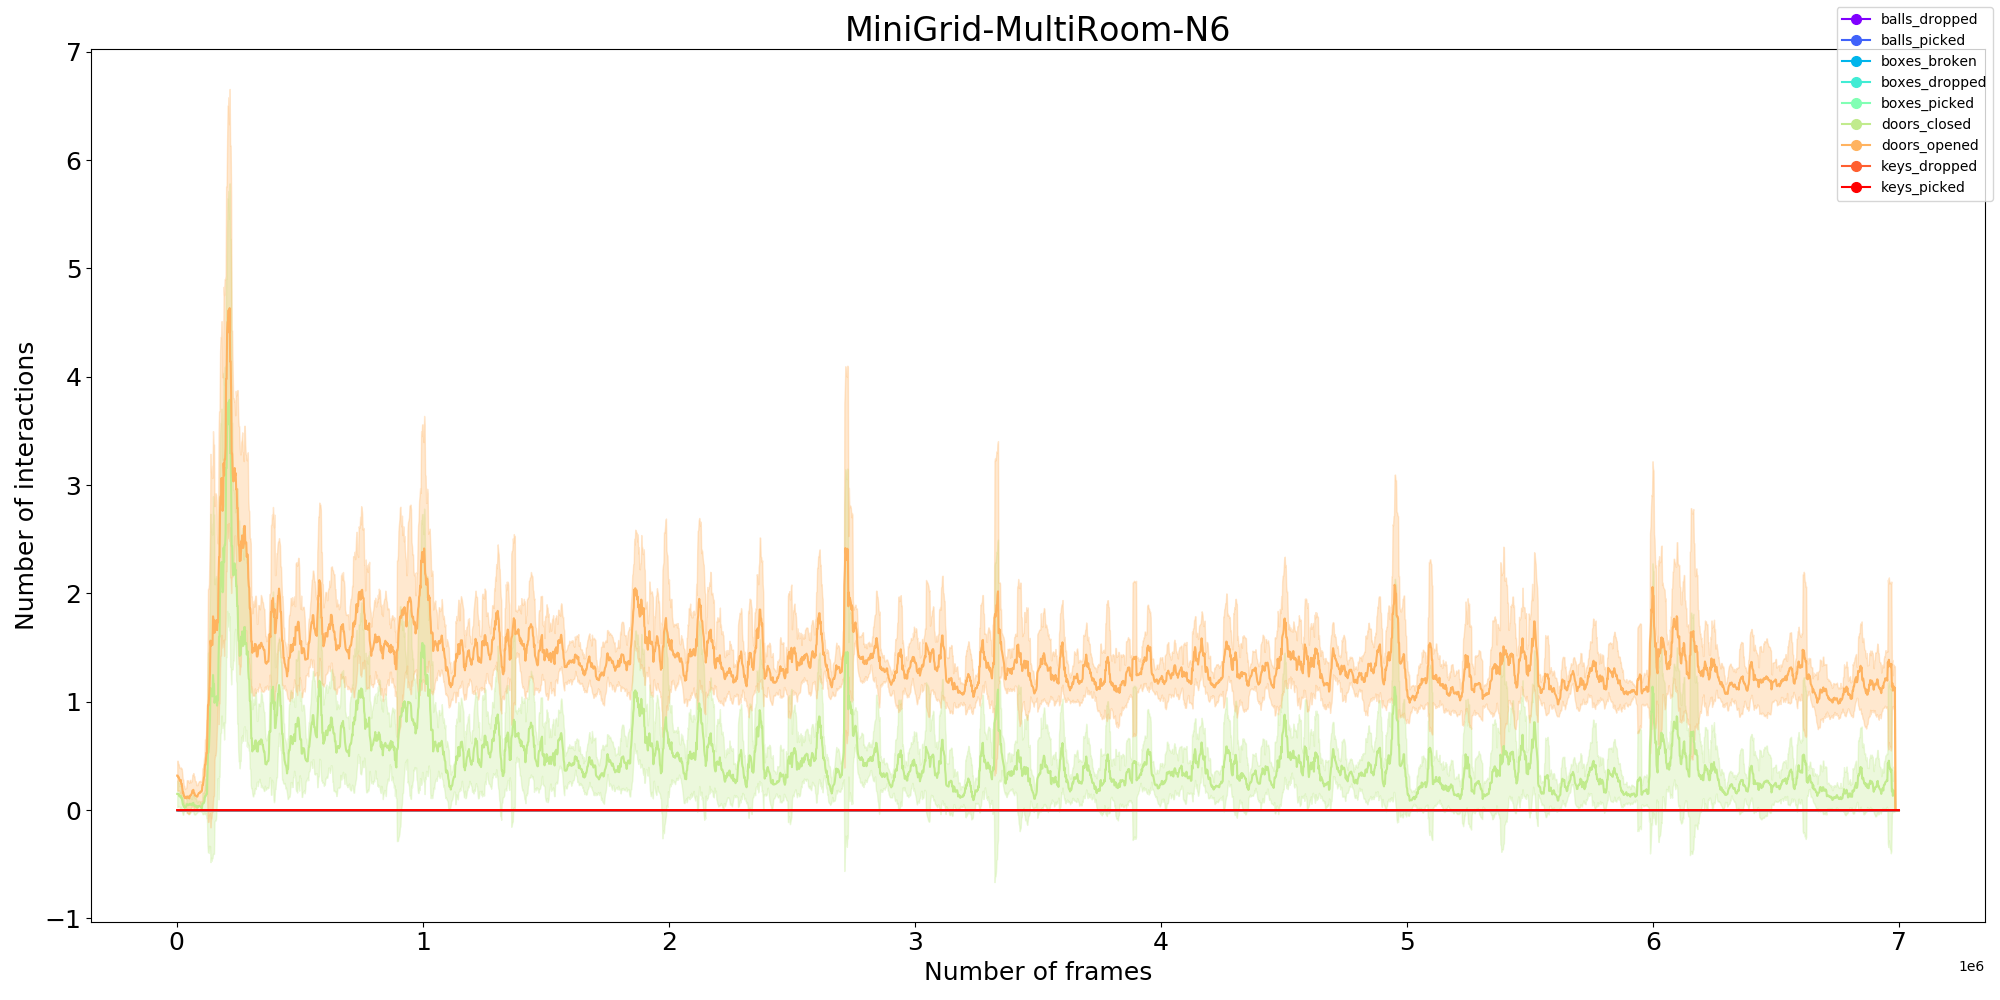 MiniGrid-MultiRoom-N6
balls_dropped
balls_picked
boxes_broken
boxes_dropped
boxes_picked
doors_closed
doors_opened
keys_dropped
keys_picked
Number of interactions
7
6
5
4
3
2
1
0
−1
0 1 2 3 4 5 6 7
1e6
Number of frames